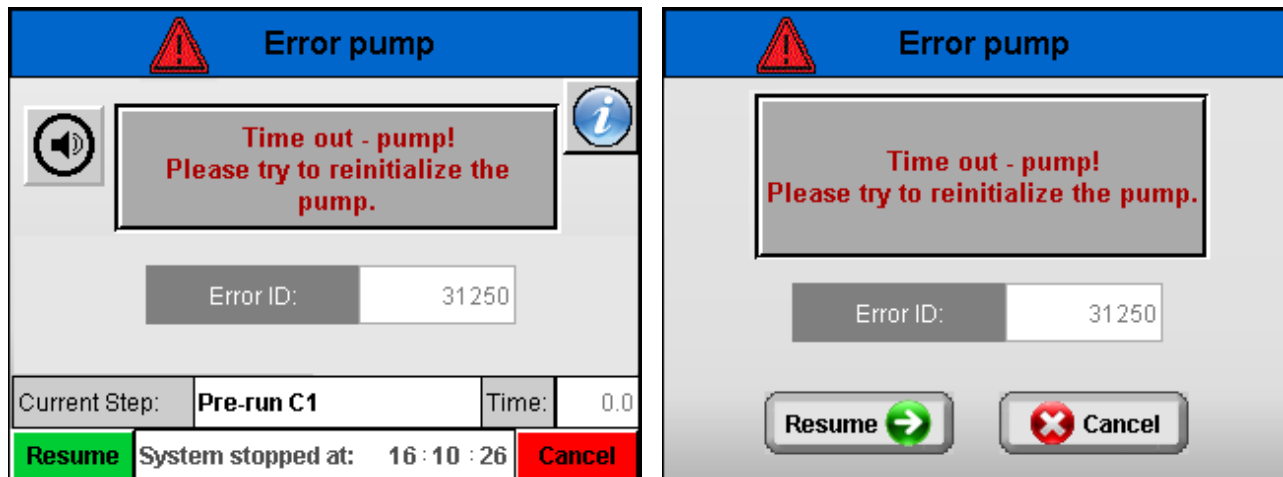 Error pump
Time out - pump!
Please try to reinitialize the
pump.
Error ID: 31250
Current Step: Pre-run C1 Time: 0.0
Resume System stopped at: 16:10:26 Cancel
Error pump
Time out - pump!
Please try to reinitialize the pump.
Error ID: 31250
Resume Cancel